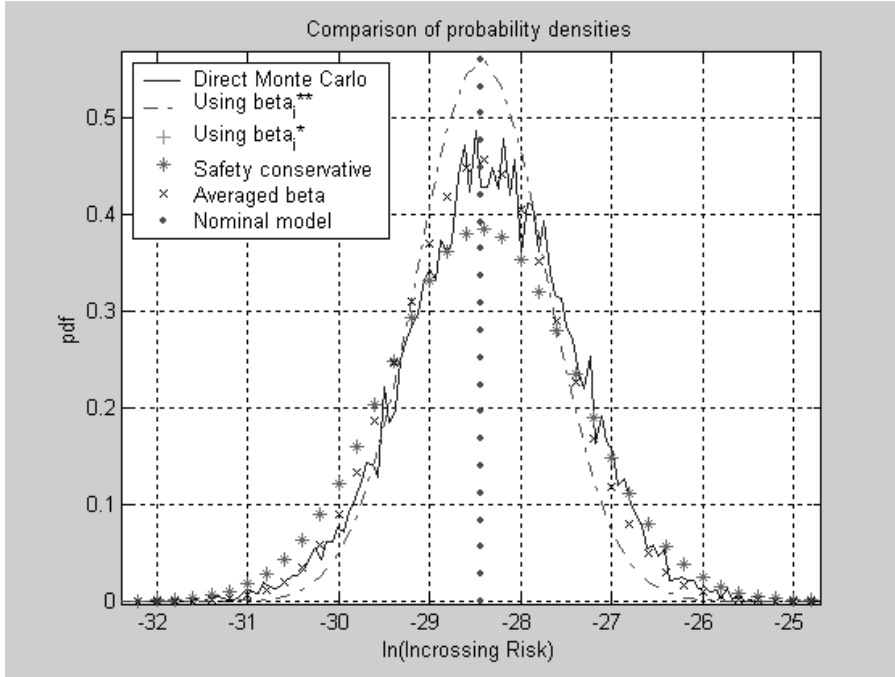 Comparison of probability densities
Direct Monte Carlo
Using beta_i**
Using beta_i*
Safety conservative
Averaged beta
Nominal model
0.5
0.4
0.3
0.2
0.1
0
pdf
-32 -31 -30 -29 -28 -27 -26 -25
ln(Incrossing Risk)